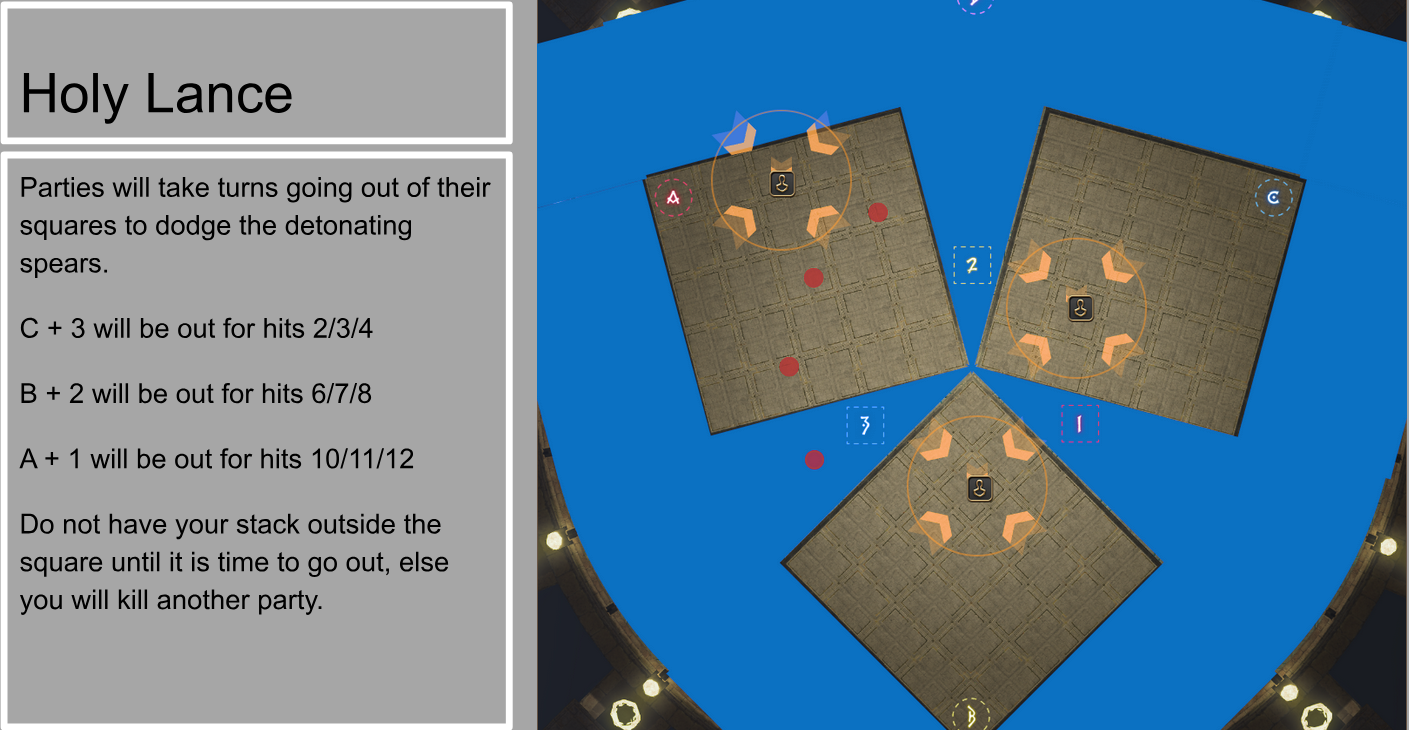 Holy Lance
Parties will take turns going out of their
squares to dodge the detonating
spears.
C + 3 will be out for hits 2/3/4
B + 2 will be out for hits 6/7/8
A + 1 will be out for hits 10/11/12
Do not have your stack outside the
square until it is time to go out, else
you will kill another party.
A
C
2
3
1
B